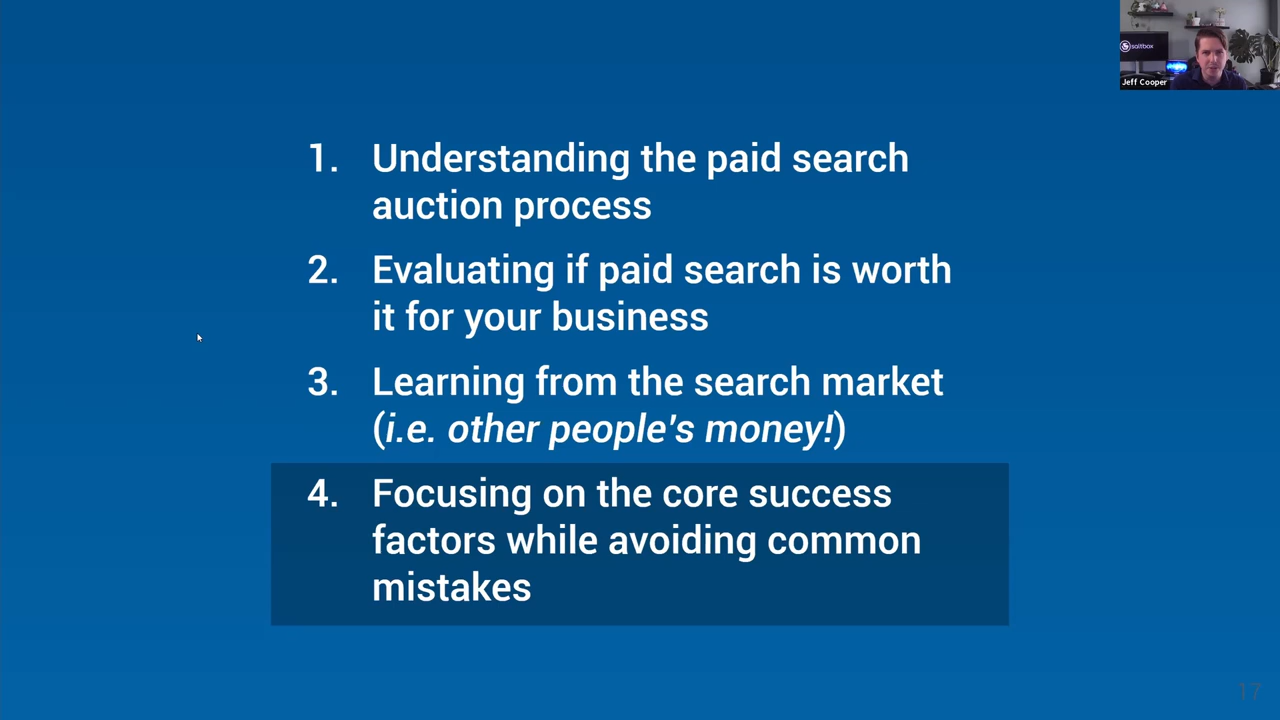 saltbox
Jeff Cooper
1. Understanding the paid search
auction process
2. Evaluating if paid search is worth
it for your business
3. Learning from the search market
(i.e. other people's money!)
4. Focusing on the core success
factors while avoiding common
mistakes
17